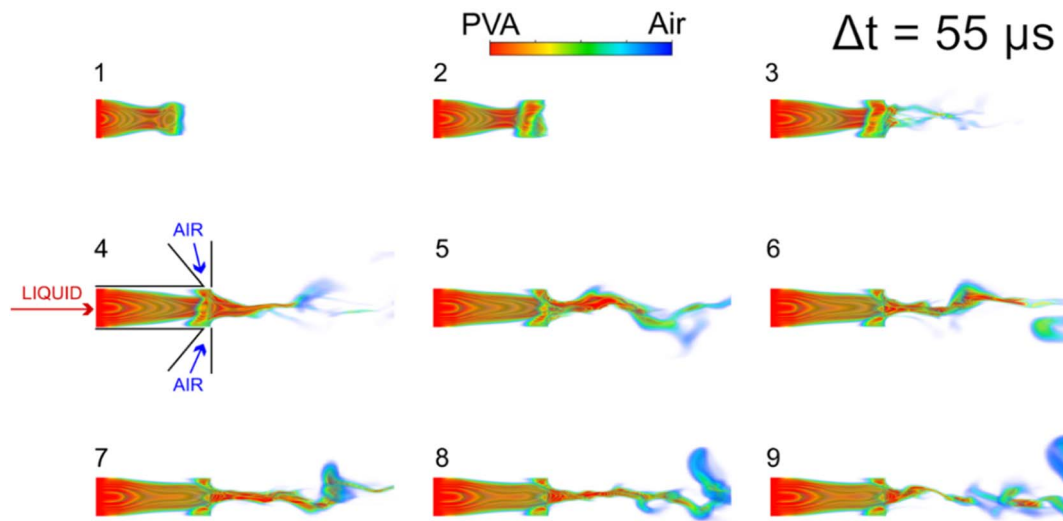 PVA Air
Δt = 55 μs
1 2 3
4 5 6
AIR
LIQUID
AIR
7 8 9